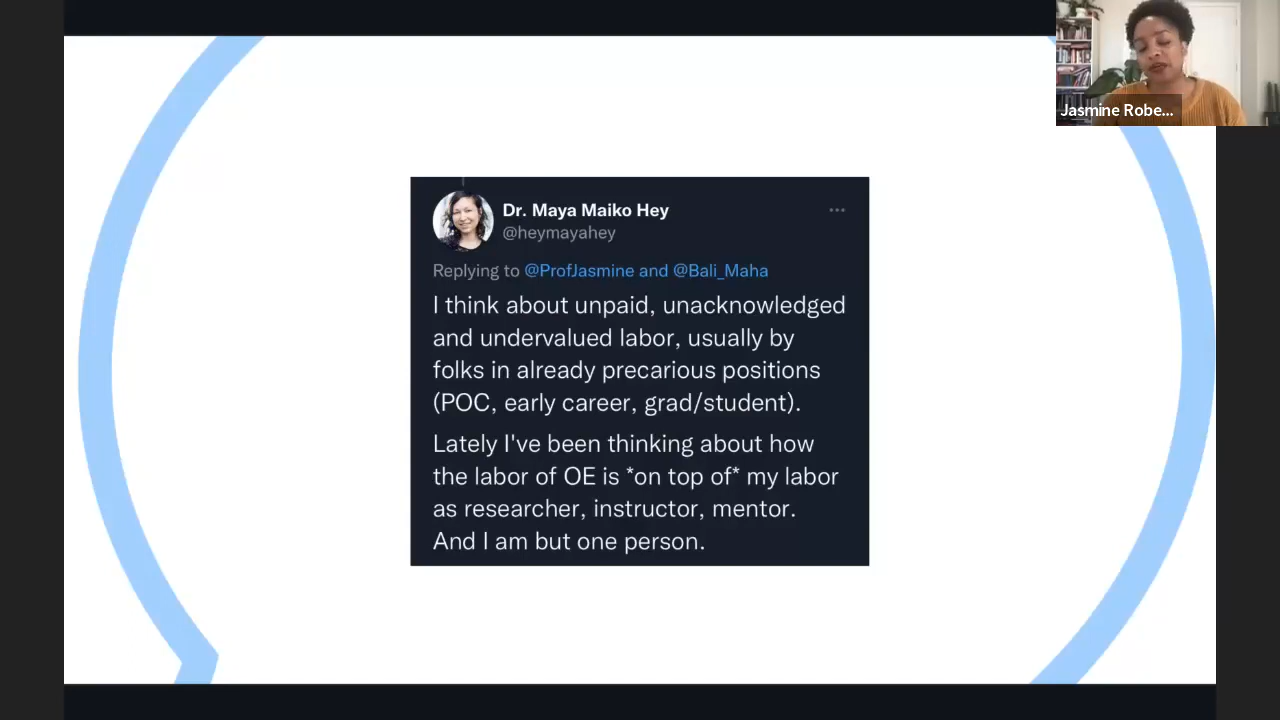 Jasmine Robe...
Dr. Maya Maiko Hey
@heymayahey
...
Replying to @ProfJasmine and @Bali_Maha
I think about unpaid, unacknowledged
and undervalued labor, usually by
folks in already precarious positions
(POC, early career, grad/student).
Lately I've been thinking about how
the labor of OE is *on top of* my labor
as researcher, instructor, mentor.
And I am but one person.